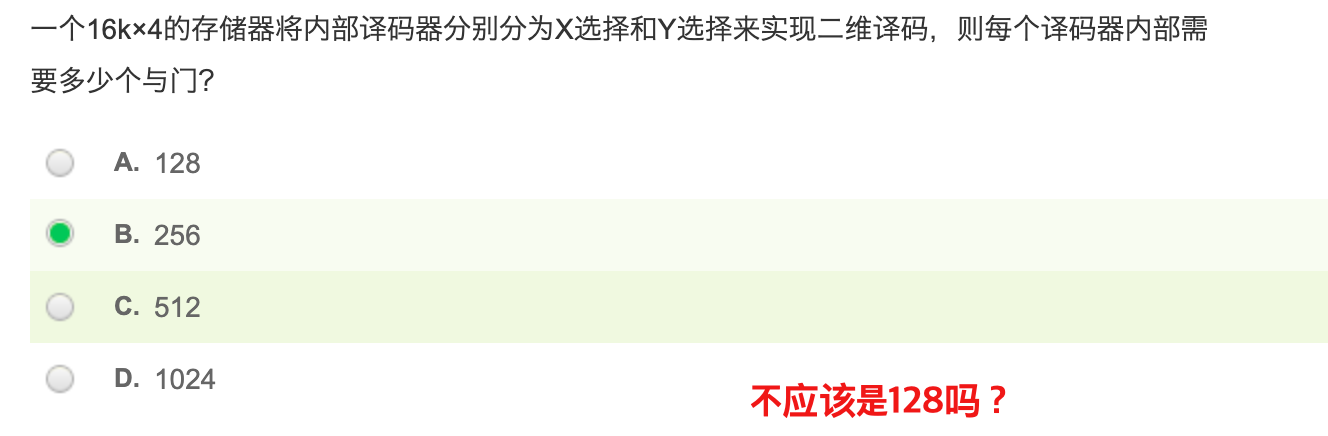 一个16k×4的存储器将内部译码器分别分为X选择和Y选择来实现二维译码，则每个译码器内部需
要多少个与门？
A. 128
B. 256
C. 512
D. 1024
不应该是128吗？